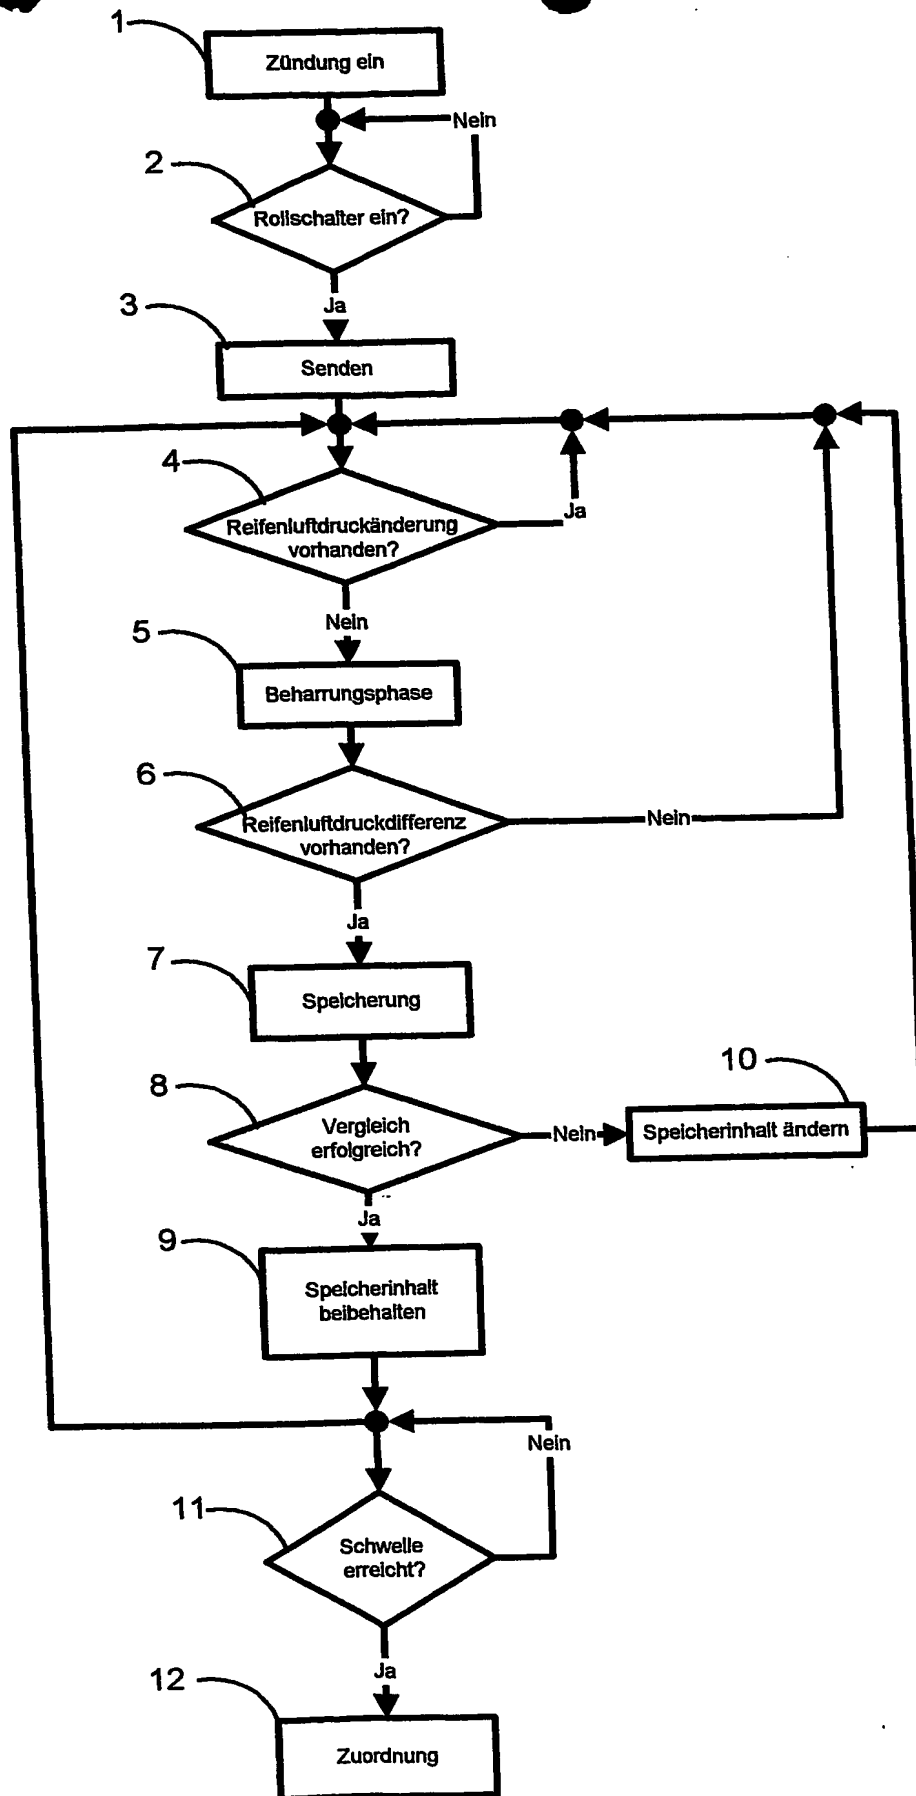 1
Zündung ein
Nein
2
Rollschalter ein?
Ja
3
Senden
4
Reifenluftdruckänderung
vorhanden?
Ja
Nein
5
Beharrungsphase
6
Reifenluftdruckdifferenz
vorhanden?
Nein
Ja
7
Speicherung
8
Vergleich
erfolgreich?
Nein
10
Speicherinhalt ändern
Ja
9
Speicherinhalt
beibehalten
Nein
11
Schwelle
erreicht?
Ja
12
Zuordnung